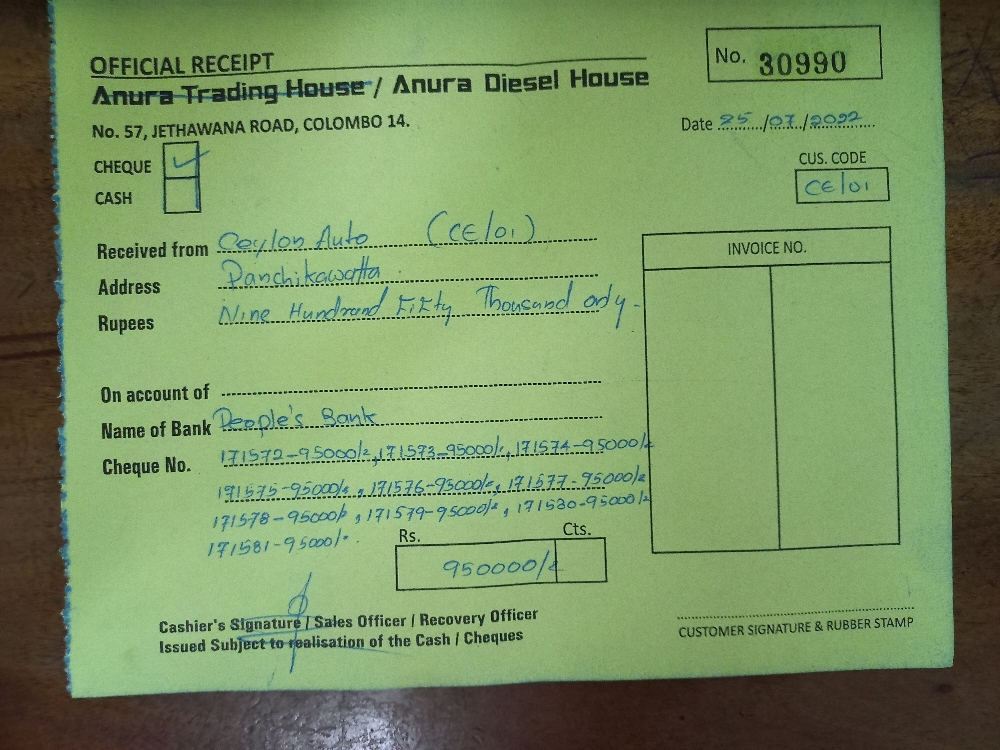 OFFICIAL RECEIPT
No. 30990
Anura Trading House / Anura Diesel House
No. 57, JETHAWANA ROAD, COLOMBO 14.
Date 25/07/2022
CHEQUE ✓
CASH
CUS. CODE
CE/01
Received from Ceylon Auto (CE/01)
Address Panchikawatta
Rupees Nine Hundrand Fifty Thousand only-
INVOICE NO.
On account of
Name of Bank People's Bank
Cheque No. 171572-95000/=, 171573-95000/=, 171574-95000/=
171575-95000/=, 171576-95000/=, 171577-95000/=
171578-95000/=, 171579-95000/=, 171580-95000/=
171581-95000/=.
Rs. Cts.
950000/=
Cashier's Signature / Sales Officer / Recovery Officer
Issued Subject to realisation of the Cash / Cheques
CUSTOMER SIGNATURE & RUBBER STAMP